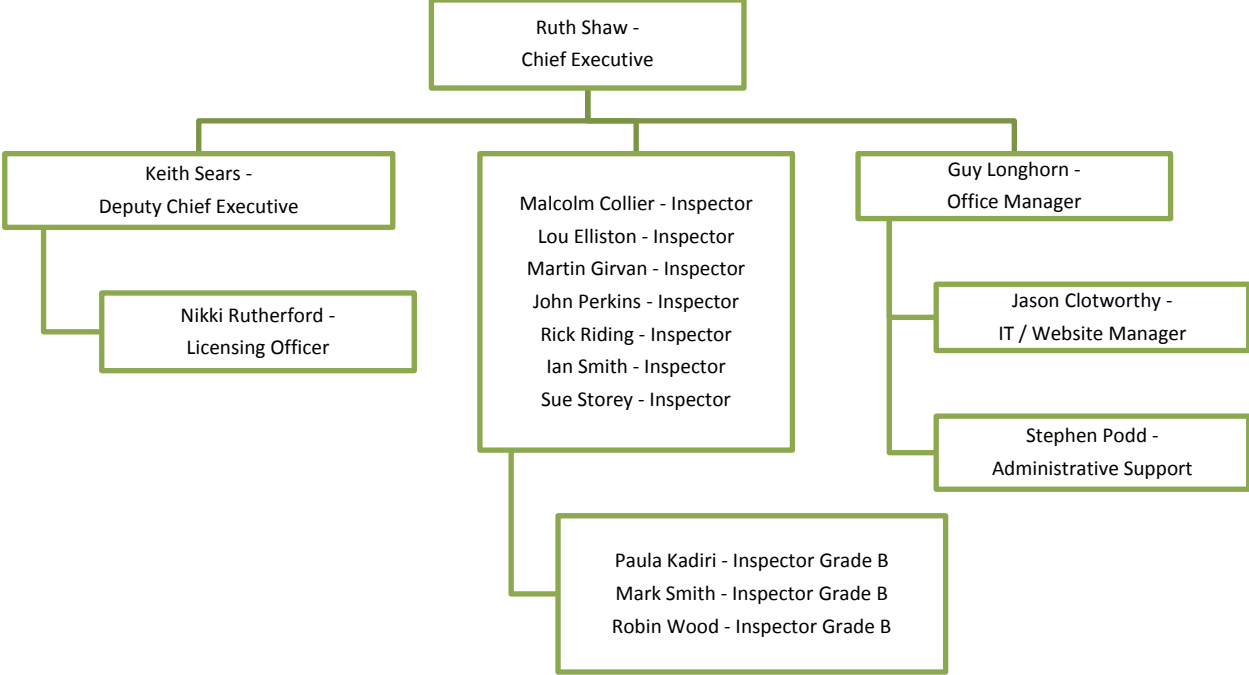 Ruth Shaw -
Chief Executive
Keith Sears -
Deputy Chief Executive
Nikki Rutherford -
Licensing Officer
Malcolm Collier - Inspector
Lou Elliston - Inspector
Martin Girvan - Inspector
John Perkins - Inspector
Rick Riding - Inspector
Ian Smith - Inspector
Sue Storey - Inspector
Paula Kadiri - Inspector Grade B
Mark Smith - Inspector Grade B
Robin Wood - Inspector Grade B
Guy Longhorn -
Office Manager
Jason Clotworthy -
IT / Website Manager
Stephen Podd -
Administrative Support